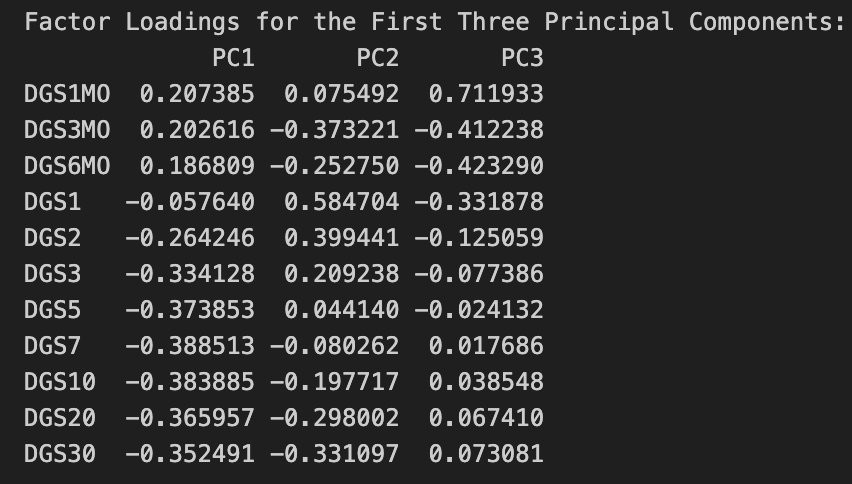 Factor Loadings for the First Three Principal Components:
PC1 PC2 PC3
DGS1MO 0.207385 0.075492 0.711933
DGS3MO 0.202616 -0.373221 -0.412238
DGS6MO 0.186809 -0.252750 -0.423290
DGS1 -0.057640 0.584704 -0.331878
DGS2 -0.264246 0.399441 -0.125059
DGS3 -0.334128 0.209238 -0.077386
DGS5 -0.373853 0.044140 -0.024132
DGS7 -0.388513 -0.080262 0.017686
DGS10 -0.383885 -0.197717 0.038548
DGS20 -0.365957 -0.298002 0.067410
DGS30 -0.352491 -0.331097 0.073081